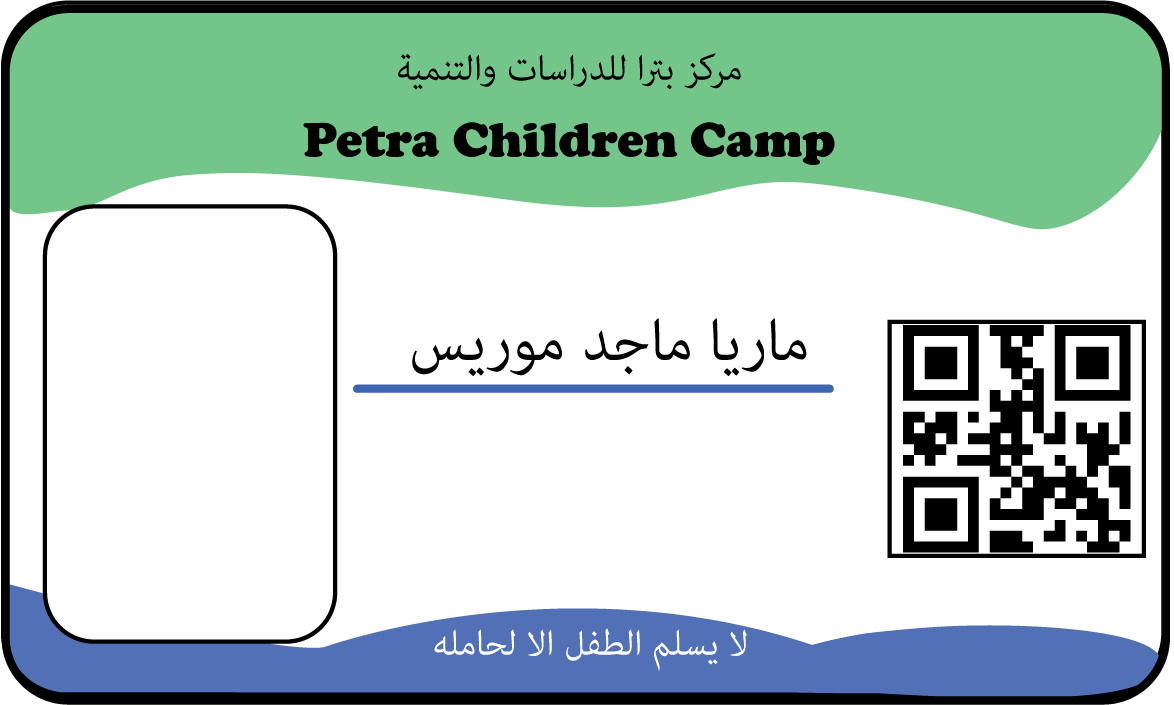 مركز بترا للدراسات والتنمية
Petra Children Camp
ماريا ماجد موريس
لا يسلم الطفل الا لحامله